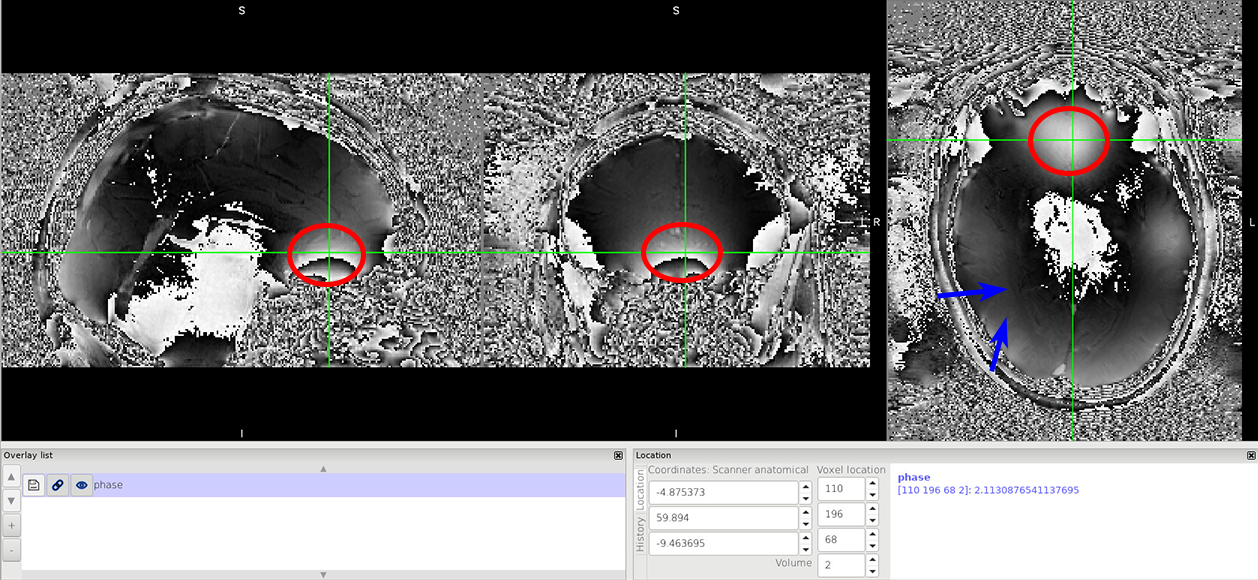 S
S
R
L
I
I
Overlay list
phase
+
-
Location
Location
History
Coordinates: Scanner anatomical
Voxel location
-4.875373
110
59.894
196
-9.463695
68
Volume
2
phase
[110 196 68 2]: 2.1130876541137695